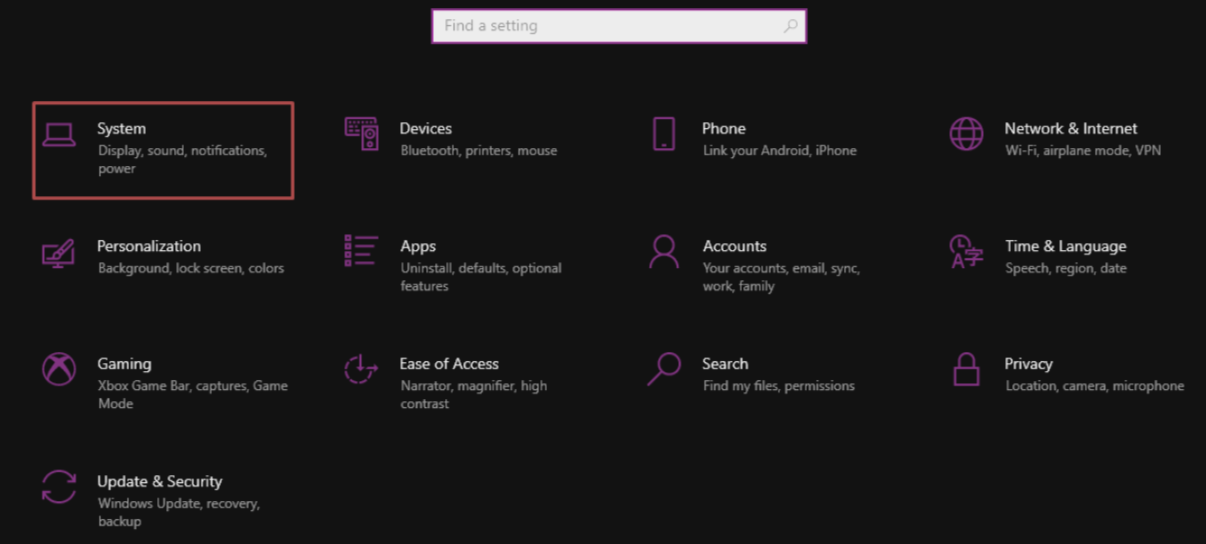 Find a setting
System
Display, sound, notifications,
power
Devices
Bluetooth, printers, mouse
Phone
Link your Android, iPhone
Network & Internet
Wi-Fi, airplane mode, VPN
Personalization
Background, lock screen, colors
Apps
Uninstall, defaults, optional
features
Accounts
Your accounts, email, sync,
work, family
Time & Language
Speech, region, date
Gaming
Xbox Game Bar, captures, Game
Mode
Ease of Access
Narrator, magnifier, high
contrast
Search
Find my files, permissions
Privacy
Location, camera, microphone
Update & Security
Windows Update, recovery,
backup